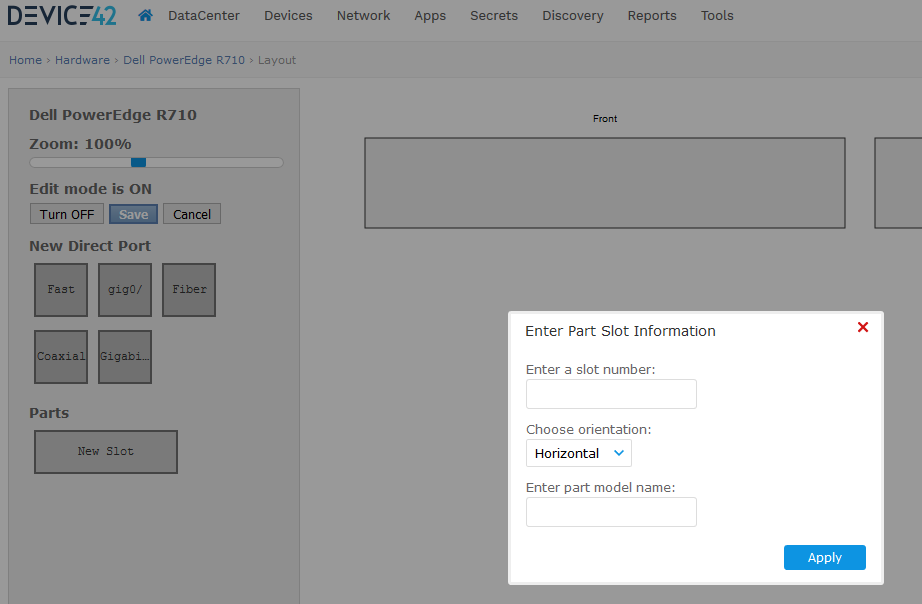 DEVICE42 DataCenter Devices Network Apps Secrets Discovery Reports Tools
Home › Hardware › Dell PowerEdge R710 › Layout
Dell PowerEdge R710
Zoom: 100%
Edit mode is ON
Turn OFF Save Cancel
New Direct Port
Fast gig0/ Fiber
Coaxial Gigabi...
Parts
New Slot
Front
Enter Part Slot Information
Enter a slot number:
Choose orientation:
Horizontal
Enter part model name:
Apply